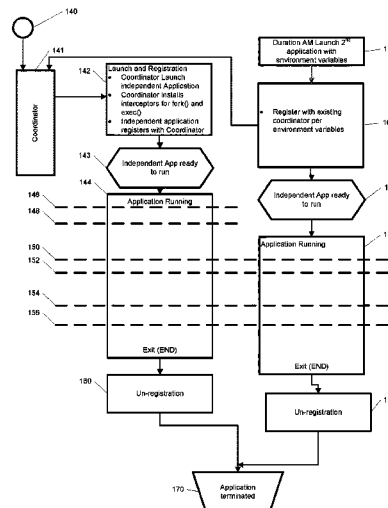 140
141
Coordinator
142
Launch and Registration
• Coordinator Launch
independent Application
• Coordinator installs
interceptors for fork() and
exec()
• Independent application
registers with Coordinator
143
Independent App ready
to run
144
Application Running
146
148
150
152
154
156
Exit (END)
160
Un-registration
170
Application
terminated
Duration AM Launch 2nd
application with
environment variables
• Register with existing
coordinator per
environment variables
Independent App ready
to run
Application Running
Exit (END)
Un-registration